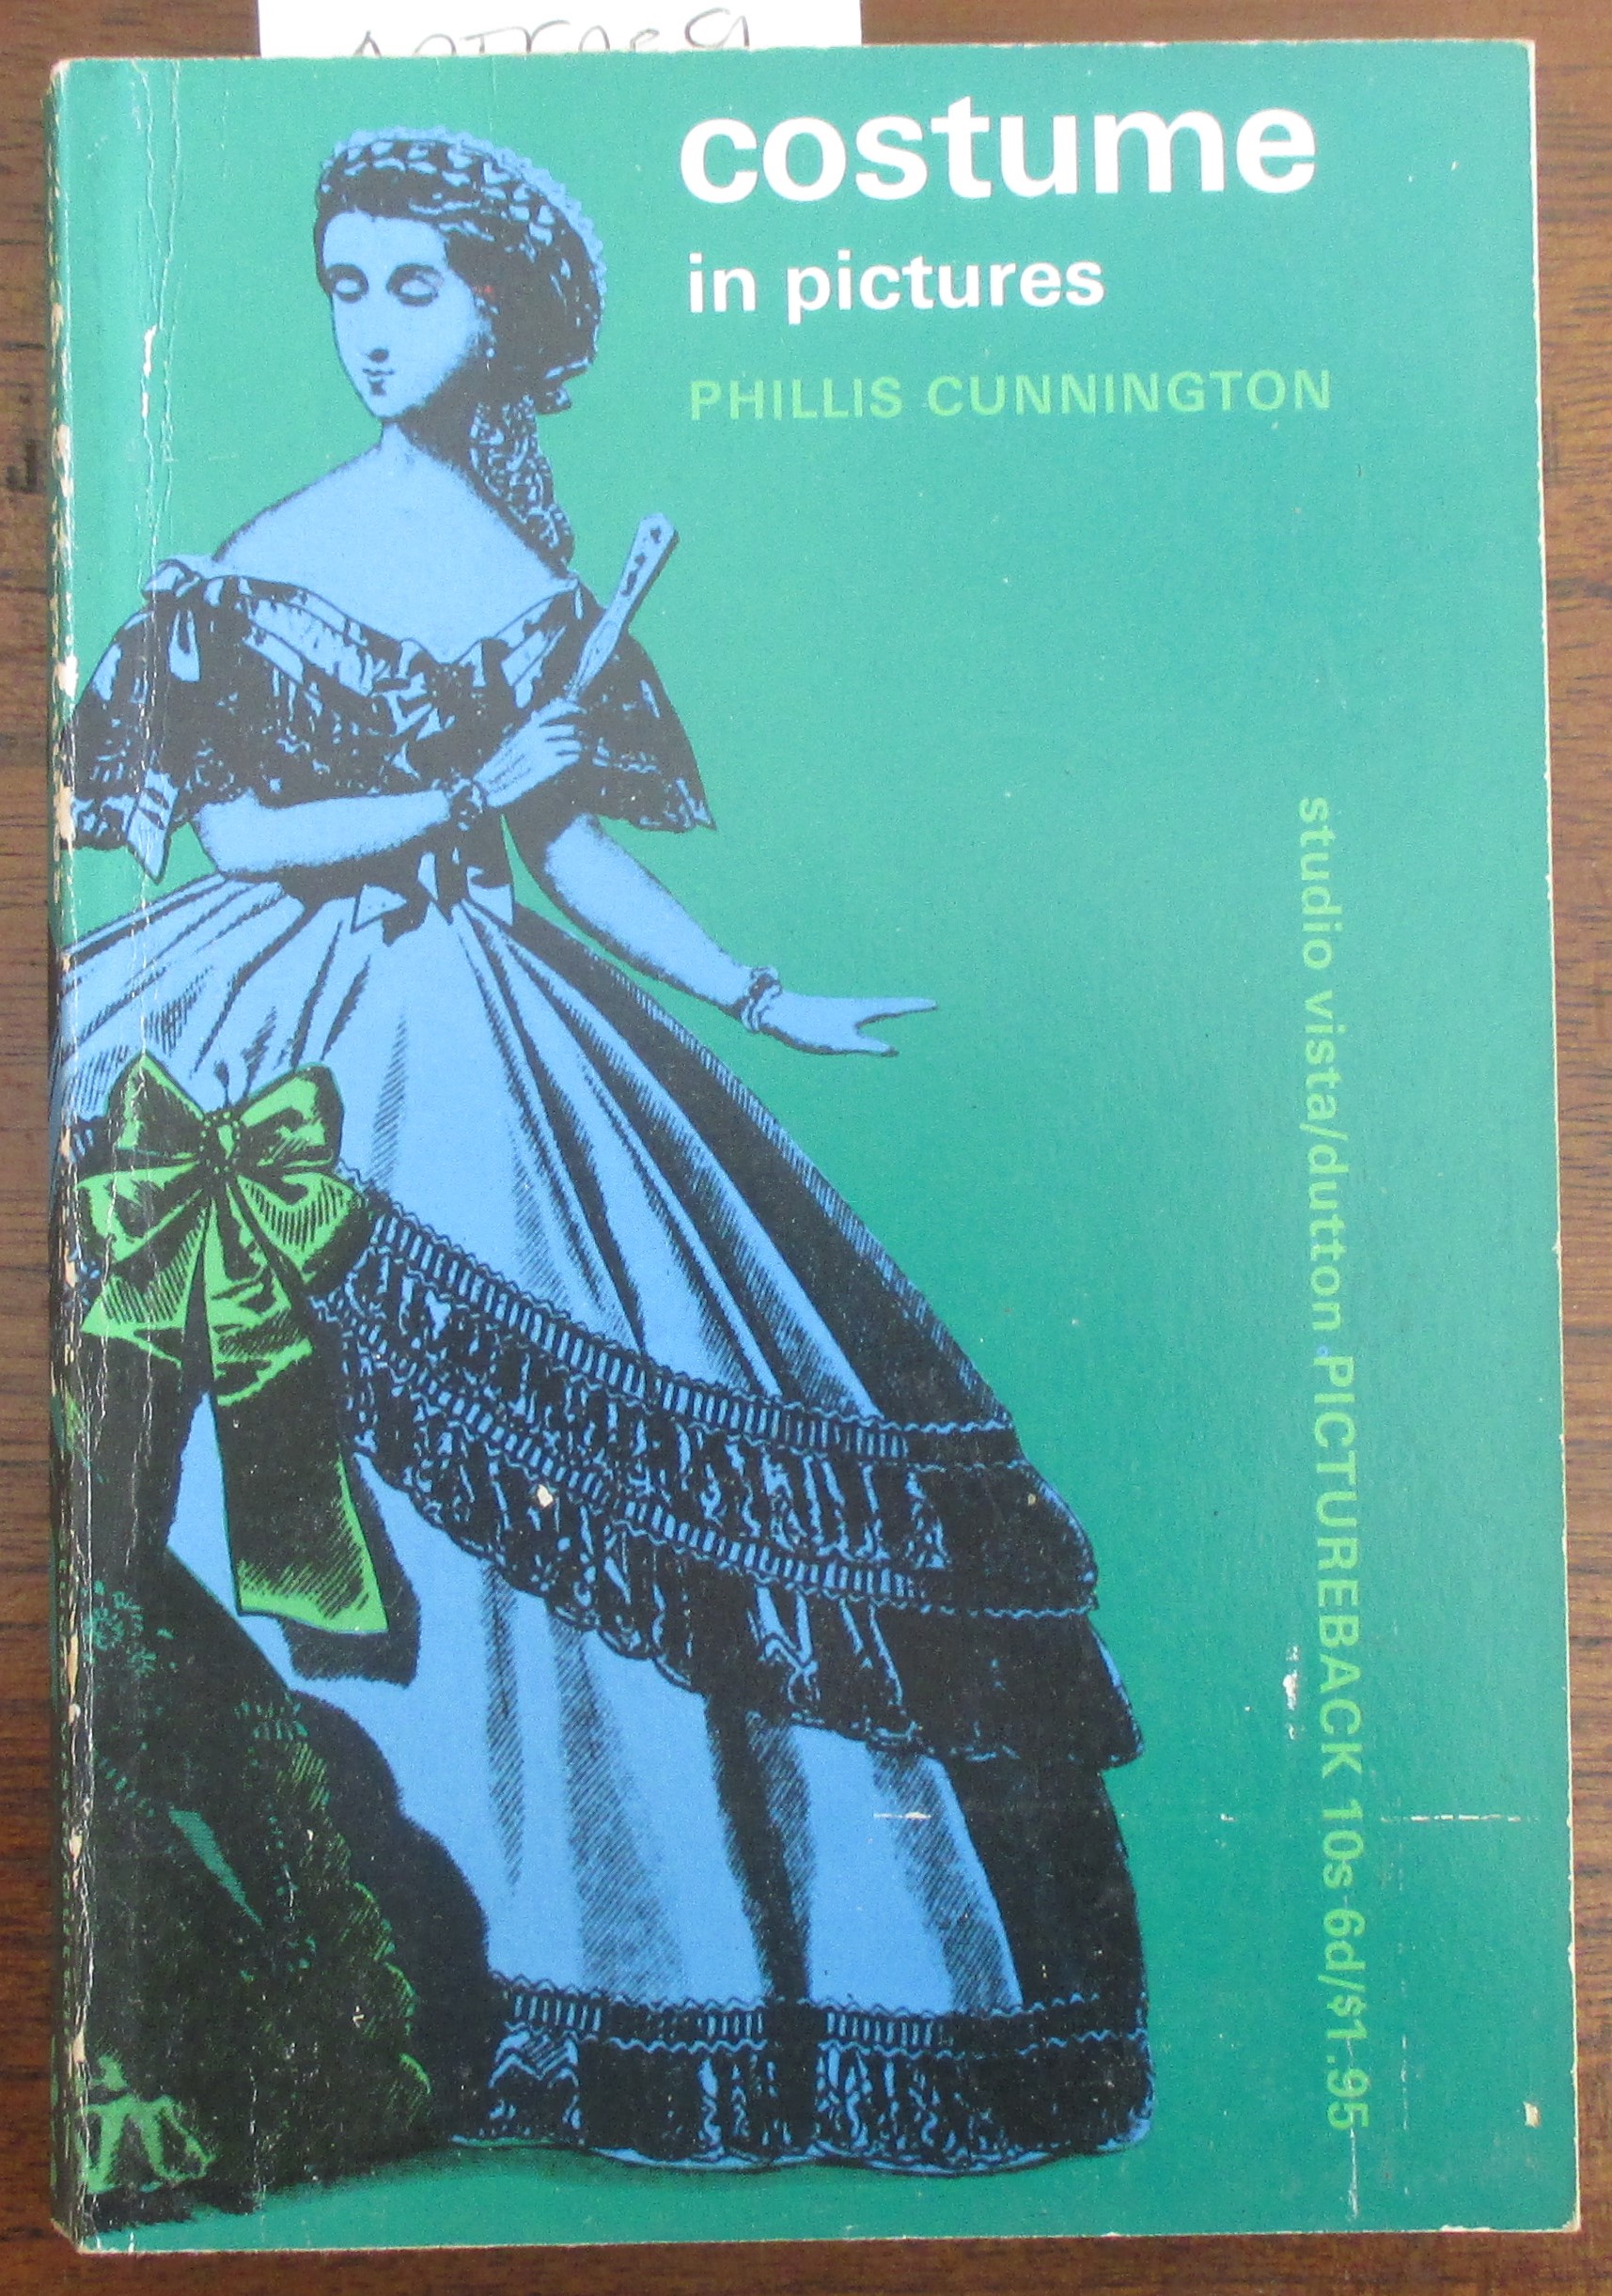 costume
in pictures
PHILLIS CUNNINGTON
studio vista/dutton PICTUREBACK 10s 6d/$1.95